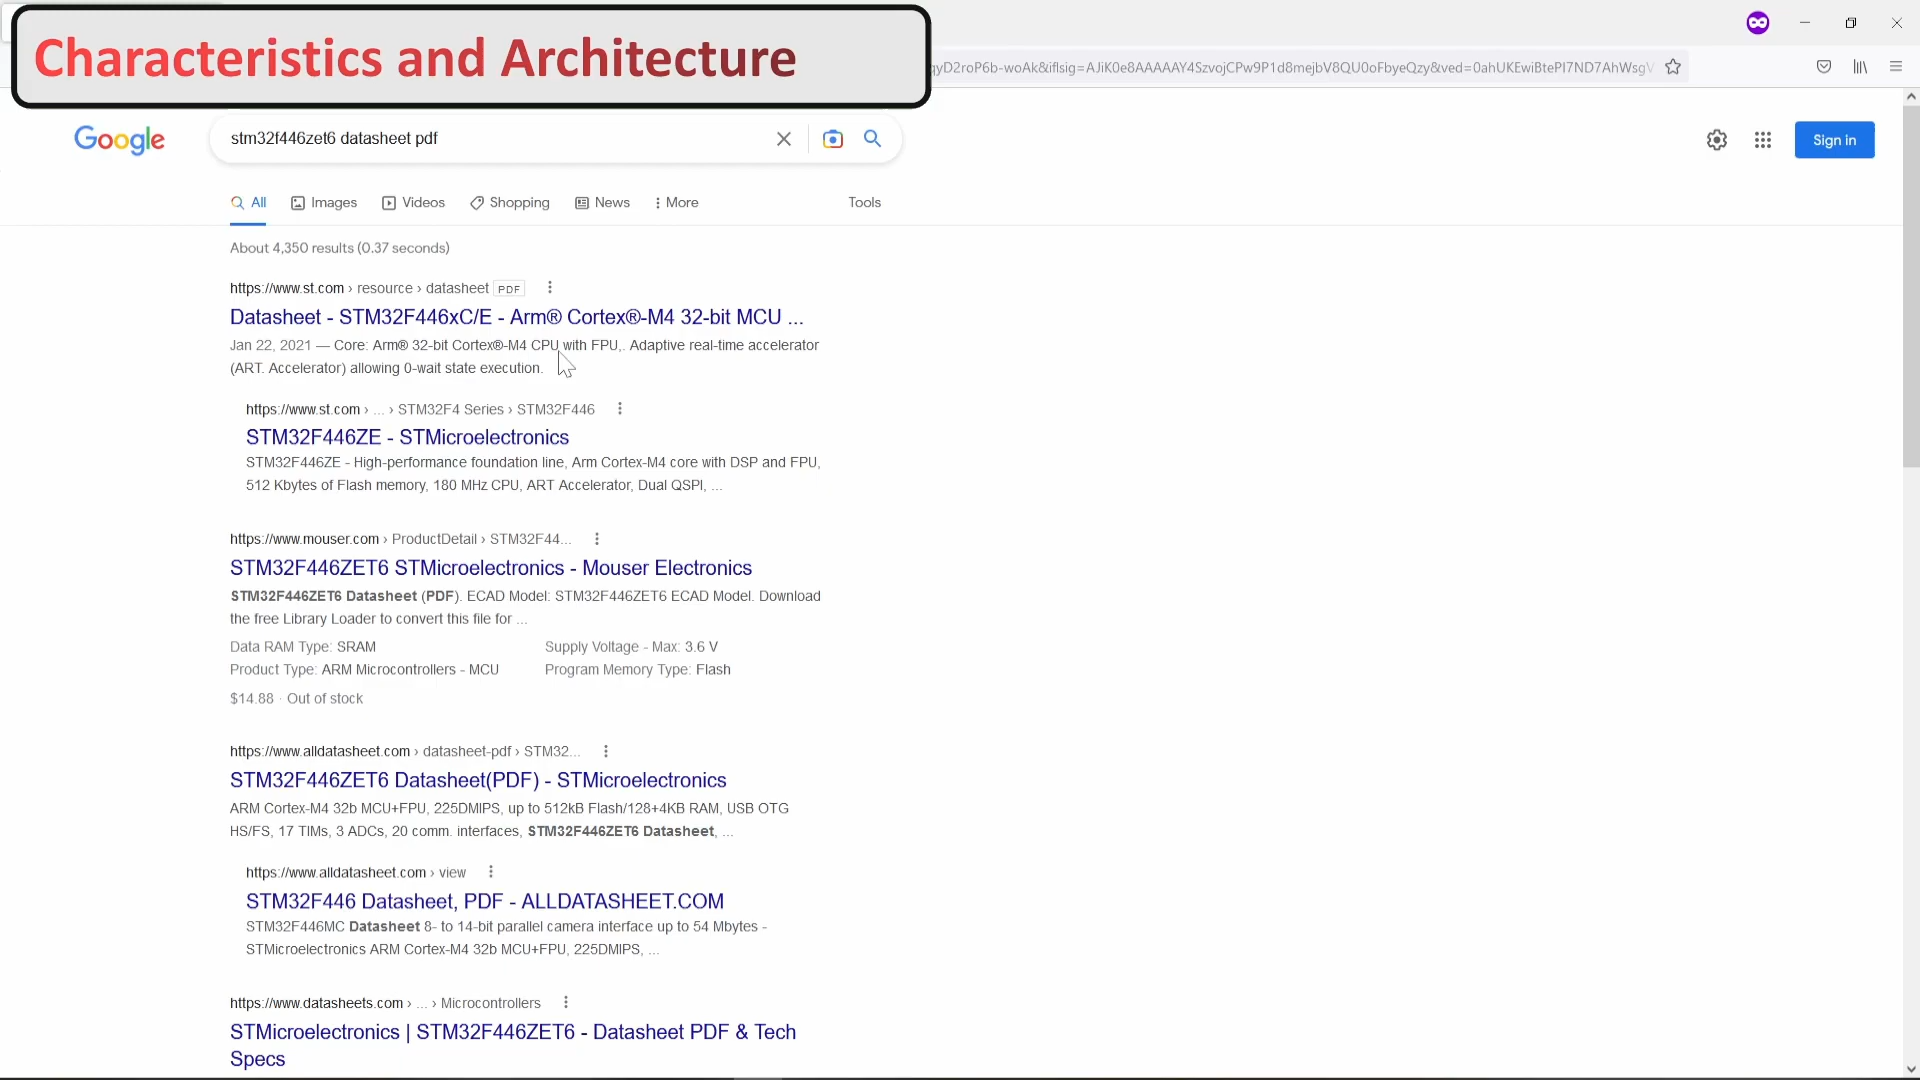 Characteristics and Architecture
qyD2roP6b-woAk&iflsig=AJiK0e8AAAAAY4SzvojCPw9P1d8mejbV8QU0oFbyeQzy&ved=0ahUKEwiBtePI7ND7AhWsgV
Google
stm32f446zet6 datasheet pdf
Sign in
All Images Videos Shopping News More Tools
About 4,350 results (0.37 seconds)
https://www.st.com › resource › datasheet PDF
Datasheet - STM32F446xC/E - Arm® Cortex®-M4 32-bit MCU ...
Jan 22, 2021 — Core: Arm® 32-bit Cortex®-M4 CPU with FPU,. Adaptive real-time accelerator
(ART. Accelerator) allowing 0-wait state execution.
https://www.st.com › ... › STM32F4 Series › STM32F446
STM32F446ZE - STMicroelectronics
STM32F446ZE - High-performance foundation line, Arm Cortex-M4 core with DSP and FPU,
512 Kbytes of Flash memory, 180 MHz CPU, ART Accelerator, Dual QSPI, ...
https://www.mouser.com › ProductDetail › STM32F44...
STM32F446ZET6 STMicroelectronics - Mouser Electronics
STM32F446ZET6 Datasheet (PDF). ECAD Model: STM32F446ZET6 ECAD Model. Download
the free Library Loader to convert this file for ...
Data RAM Type: SRAM Supply Voltage - Max: 3.6 V
Product Type: ARM Microcontrollers - MCU Program Memory Type: Flash
$14.88 · Out of stock
https://www.alldatasheet.com › datasheet-pdf › STM32...
STM32F446ZET6 Datasheet(PDF) - STMicroelectronics
ARM Cortex-M4 32b MCU+FPU, 225DMIPS, up to 512kB Flash/128+4KB RAM, USB OTG
HS/FS, 17 TIMs, 3 ADCs, 20 comm. interfaces, STM32F446ZET6 Datasheet, ...
https://www.alldatasheet.com › view
STM32F446 Datasheet, PDF - ALLDATASHEET.COM
STM32F446MC Datasheet 8- to 14-bit parallel camera interface up to 54 Mbytes -
STMicroelectronics ARM Cortex-M4 32b MCU+FPU, 225DMIPS, ...
https://www.datasheets.com › ... › Microcontrollers
STMicroelectronics | STM32F446ZET6 - Datasheet PDF & Tech
Specs